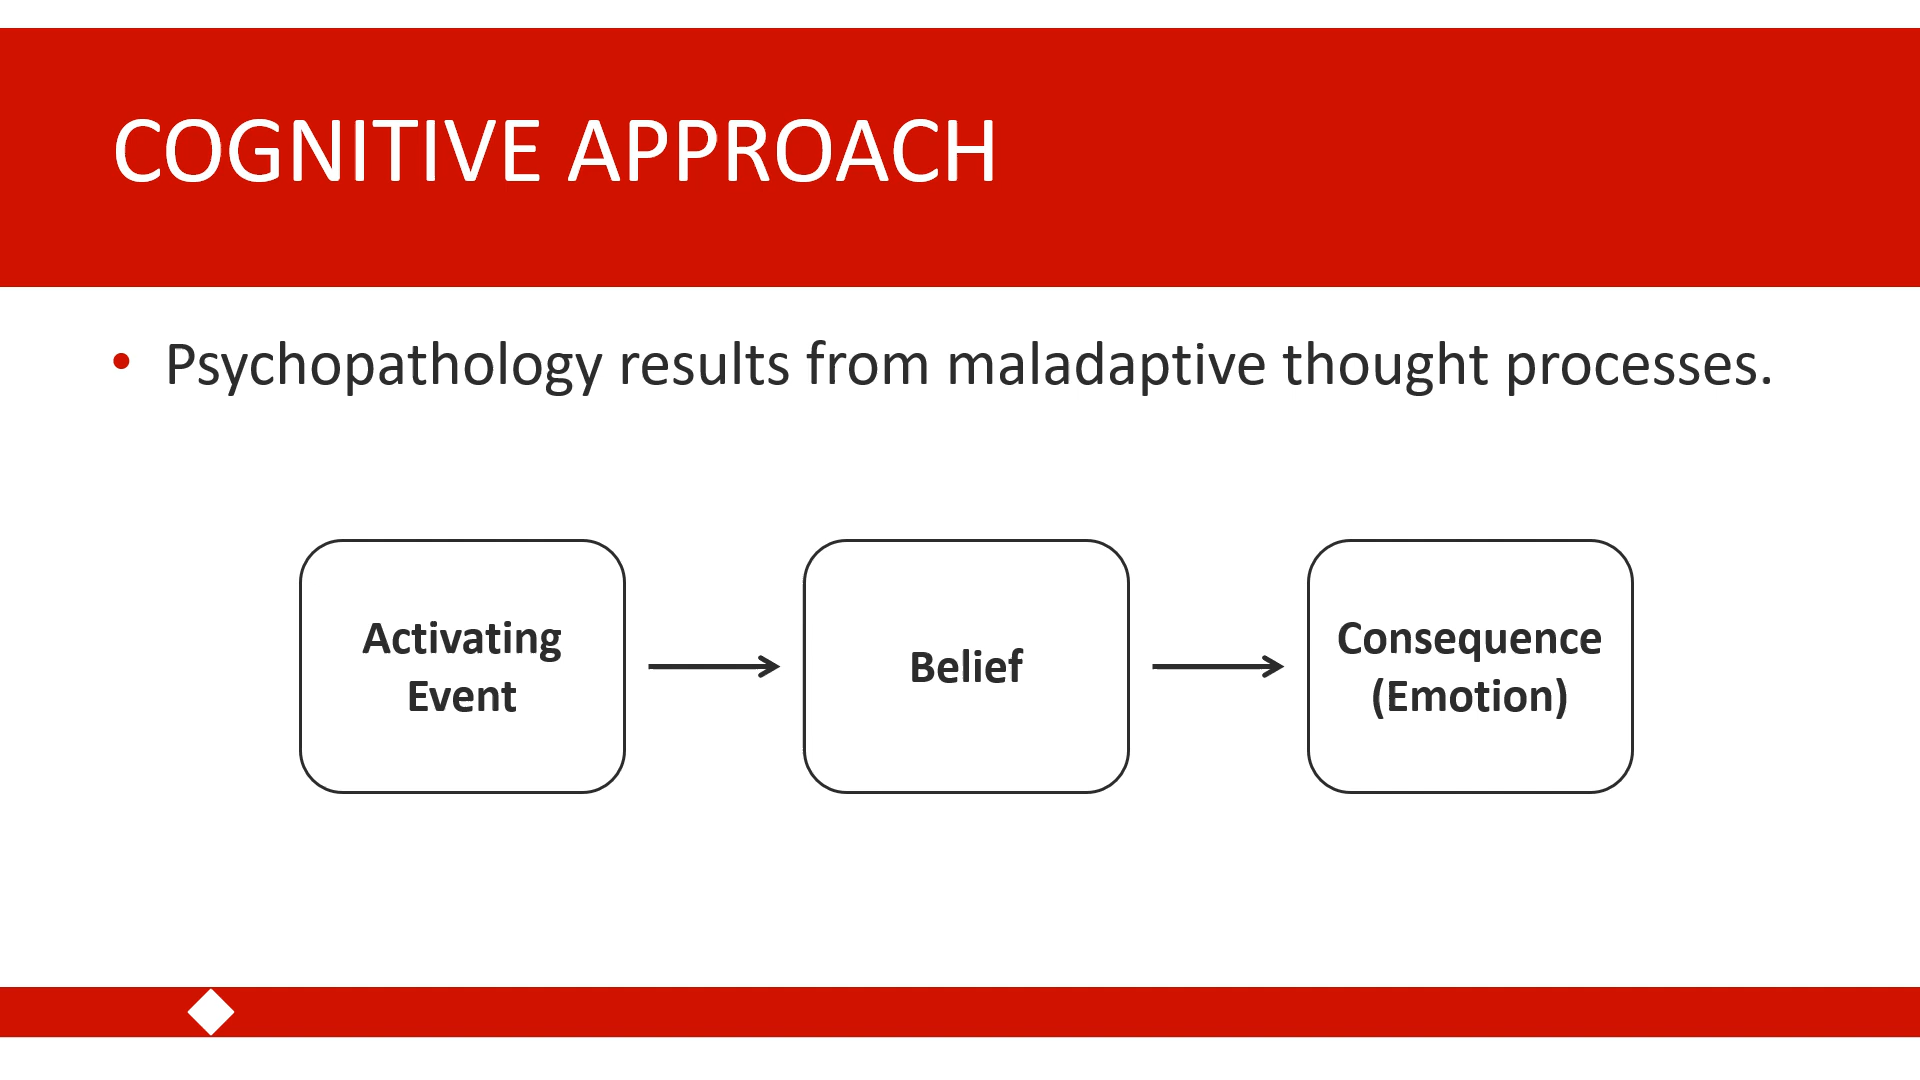 COGNITIVE APPROACH
• Psychopathology results from maladaptive thought processes.
Activating
Event
Belief
Consequence
(Emotion)